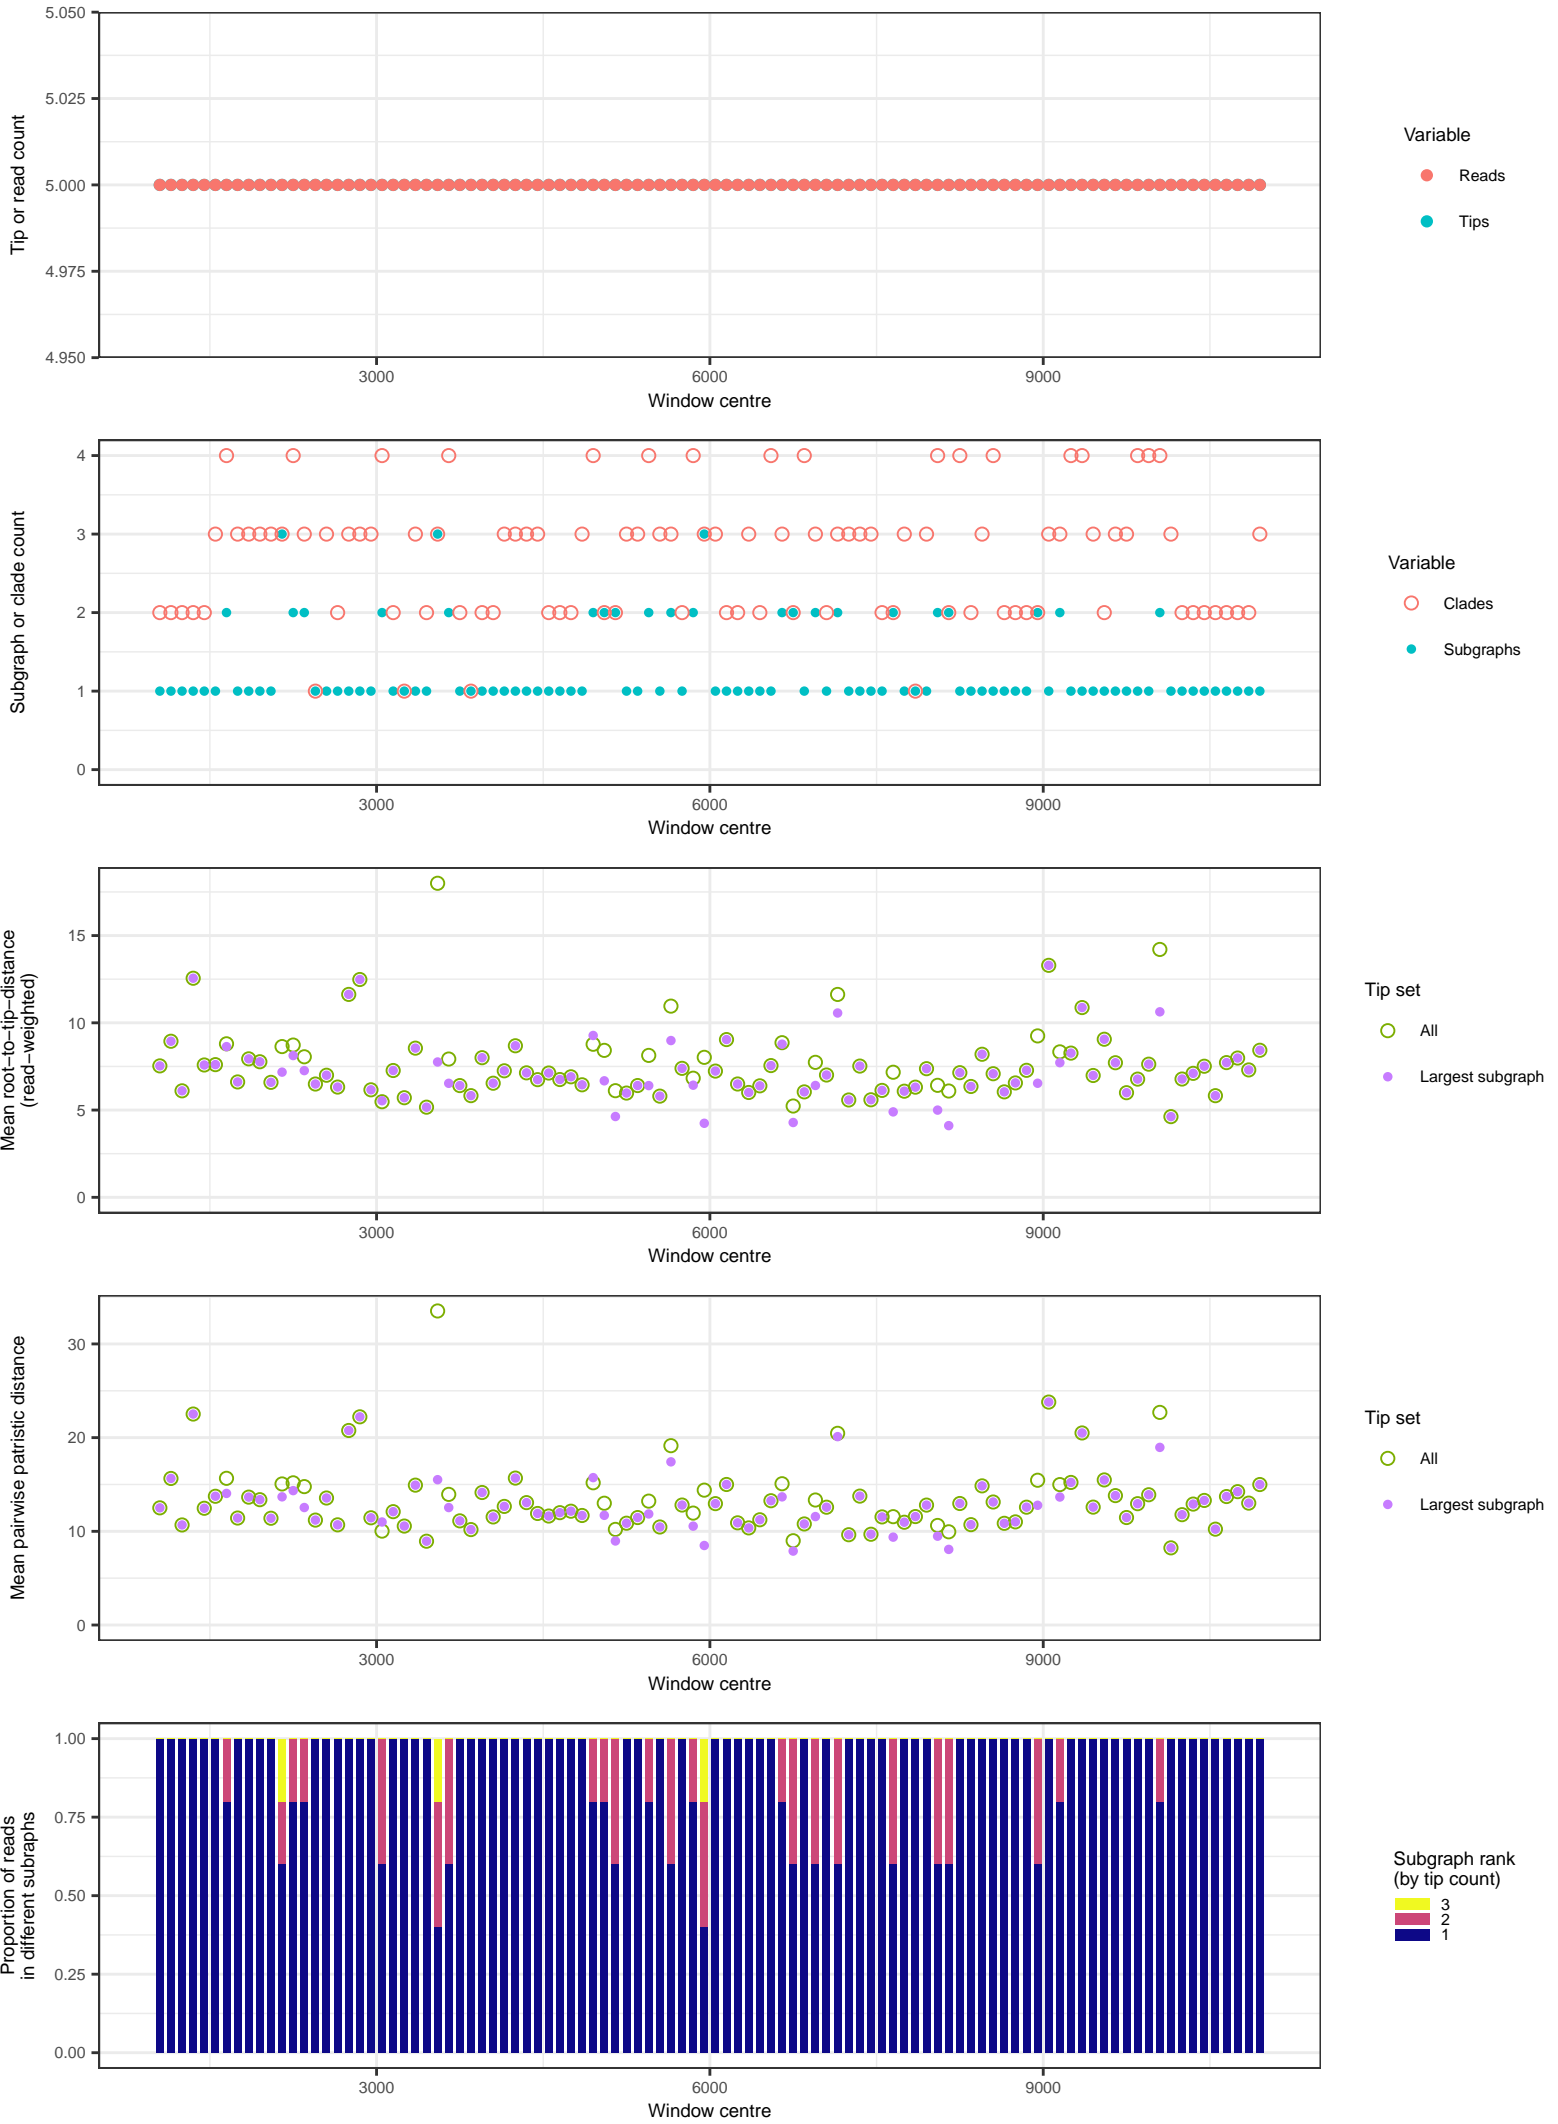 5.050
5.025
5.000
4.975
4.950
Tip or read count
3000
6000
9000
Window centre
Variable
Reads
Tips
4
3
2
1
0
Subgraph or clade count
3000
6000
9000
Window centre
Variable
Clades
Subgraphs
15
10
5
0
Mean root−to−tip−distance
(read−weighted)
3000
6000
9000
Window centre
Tip set
All
Largest subgraph
30
20
10
0
Mean pairwise patristic distance
3000
6000
9000
Window centre
Tip set
All
Largest subgraph
1.00
0.75
0.50
0.25
0.00
Proportion of reads
in different subraphs
3000
6000
9000
Window centre
Subgraph rank
(by tip count)
3
2
1